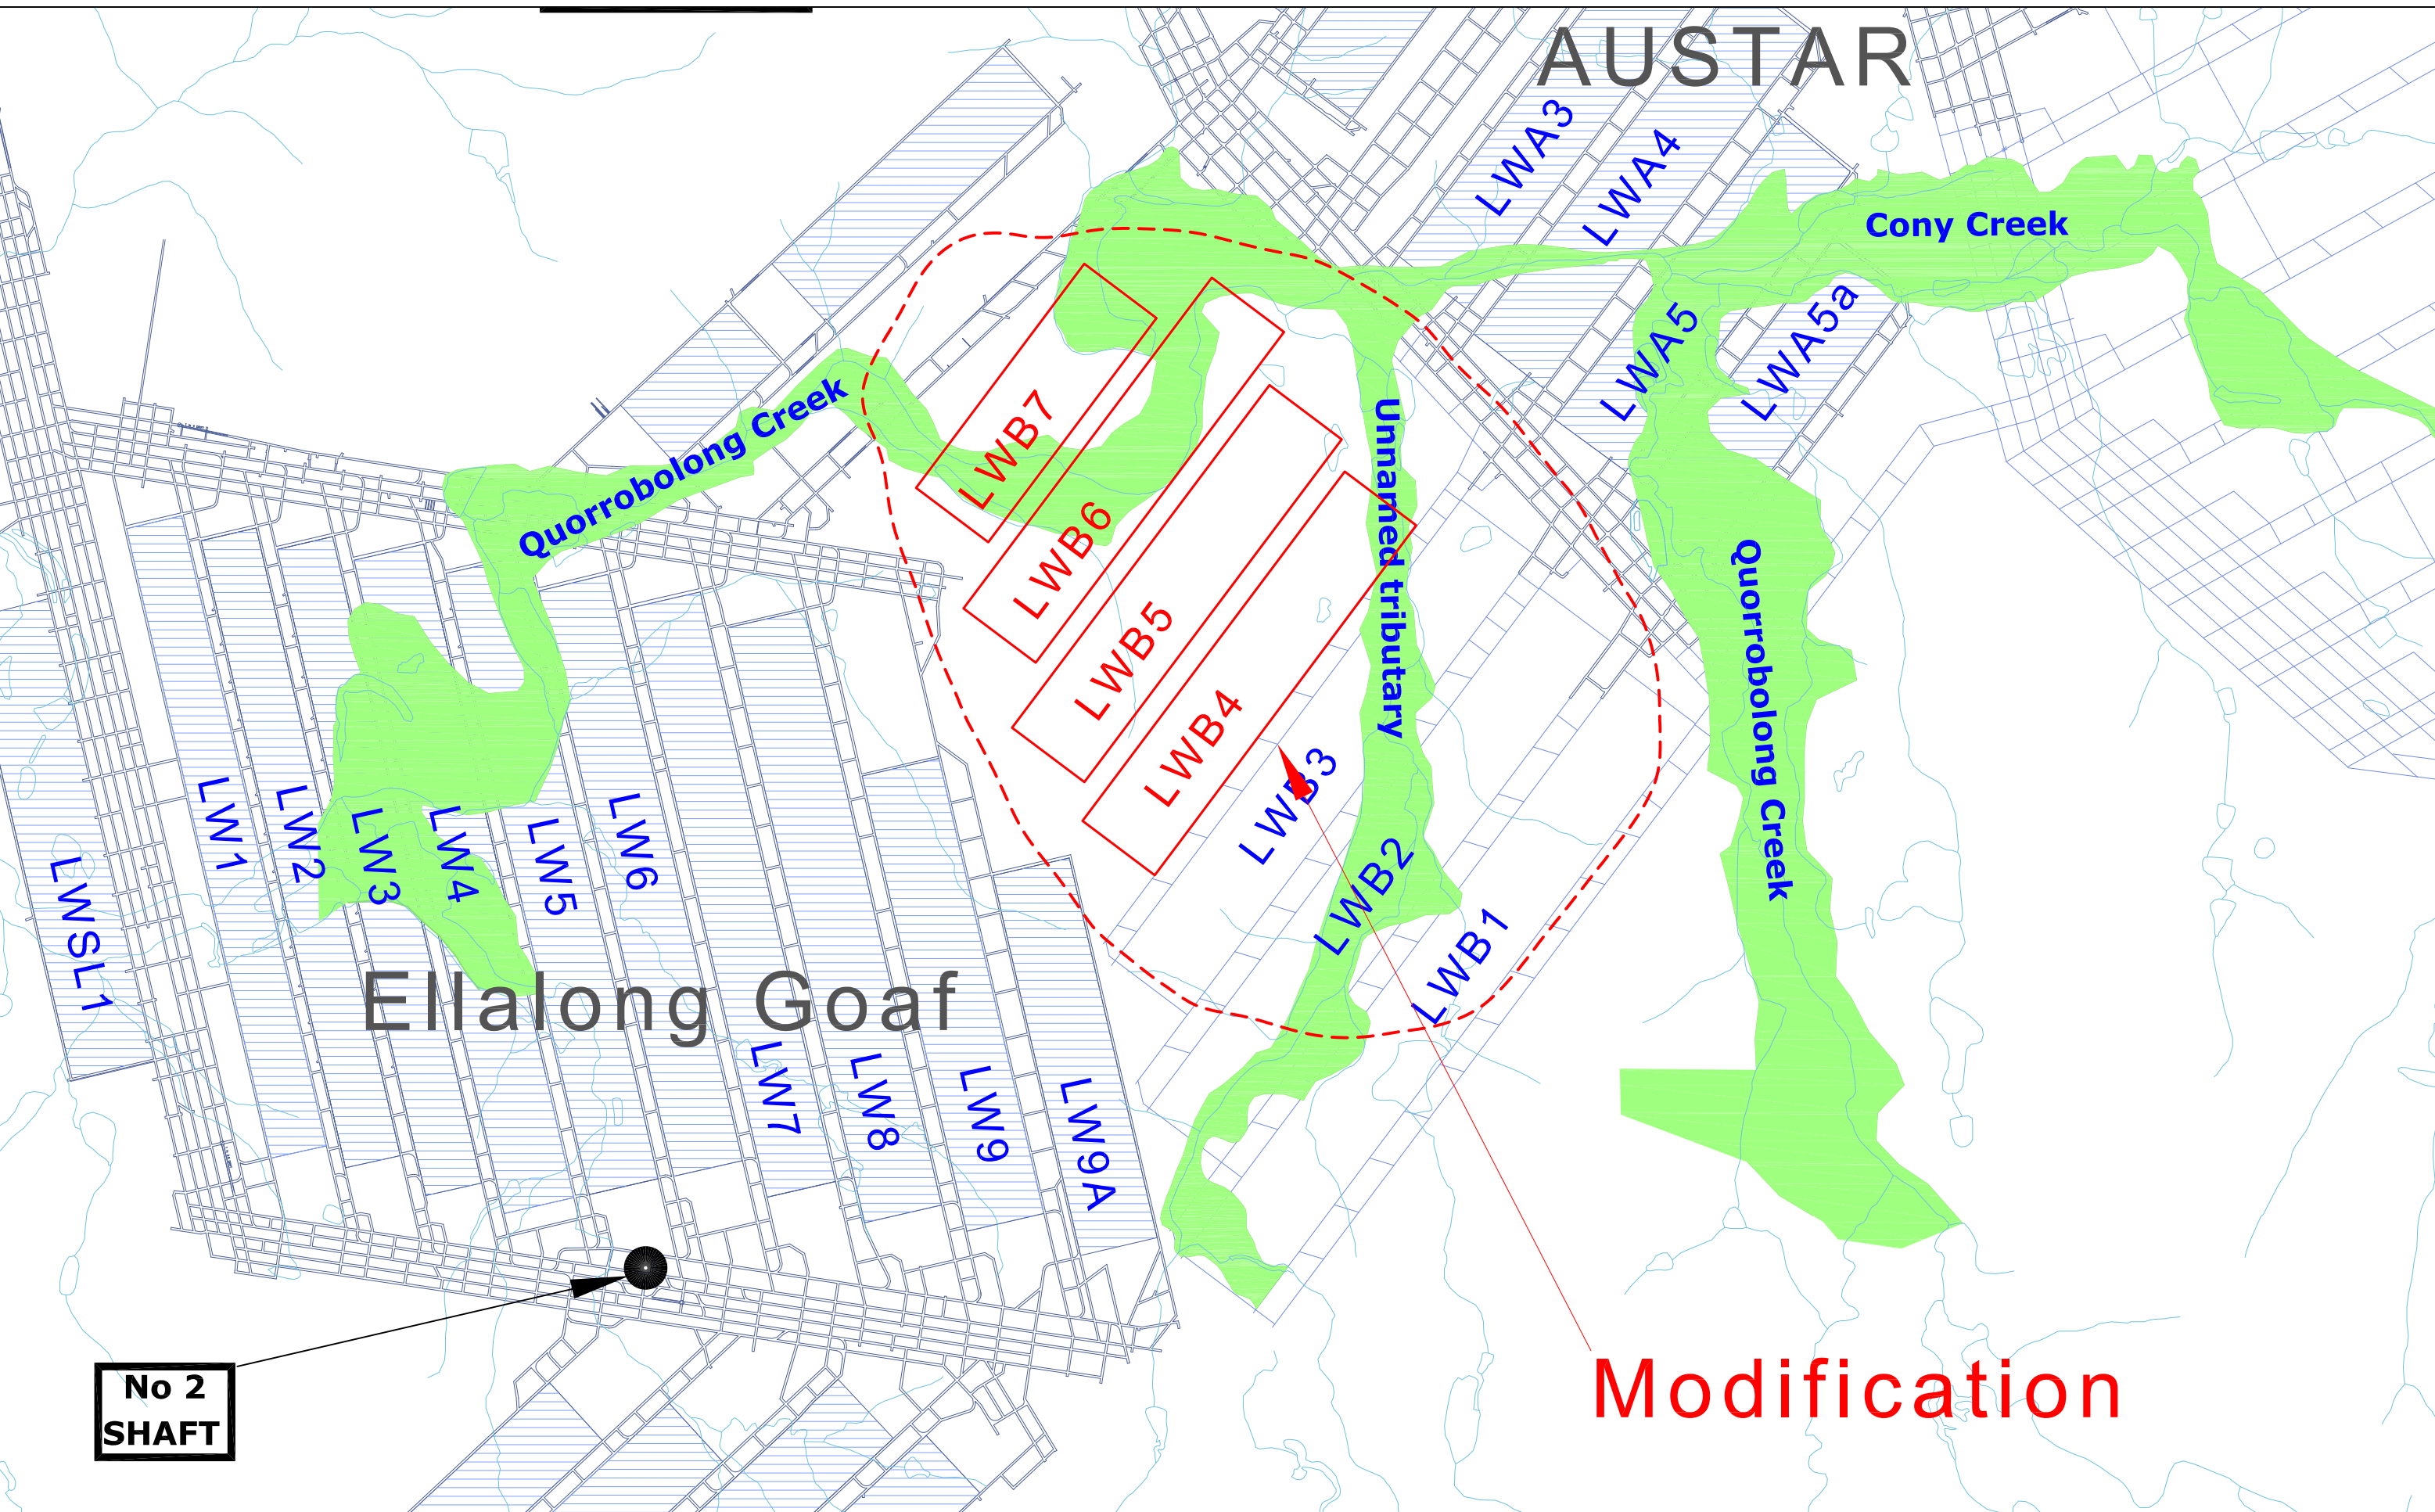 AUSTAR
LWA3
LWA4
Cony Creek
LWA5
LWA5a
Quorrobolong Creek
LWB7
LWB6
LWB5
LWB4
Unnamed tributary
Quorrobolong Creek
LWB3
LWB2
LWB1
LWSL1
LW1
LW2
LW3
LW4
LW5
LW6
Ellalong Goaf
LW7
LW8
LW9
LW9A
No 2
SHAFT
Modification